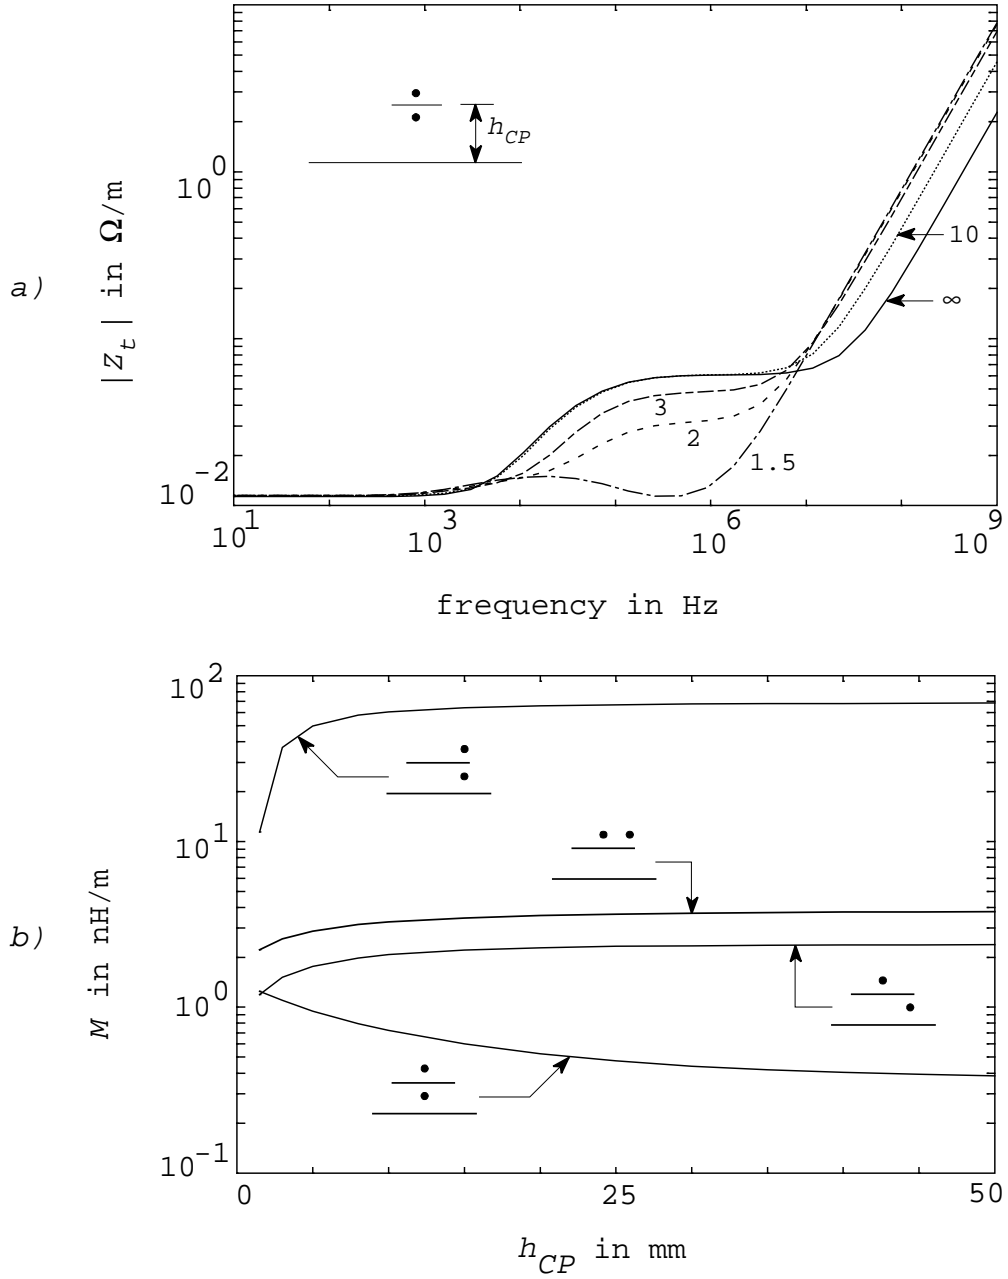 a)
|Z_t| in Ω/m
10^0
10^-2
h_CP
10
∞
3
2
1.5
10^1
10^3
10^6
10^9
frequency in Hz
b)
M in nH/m
10^2
10^1
10^0
10^-1
0
25
50
h_CP in mm